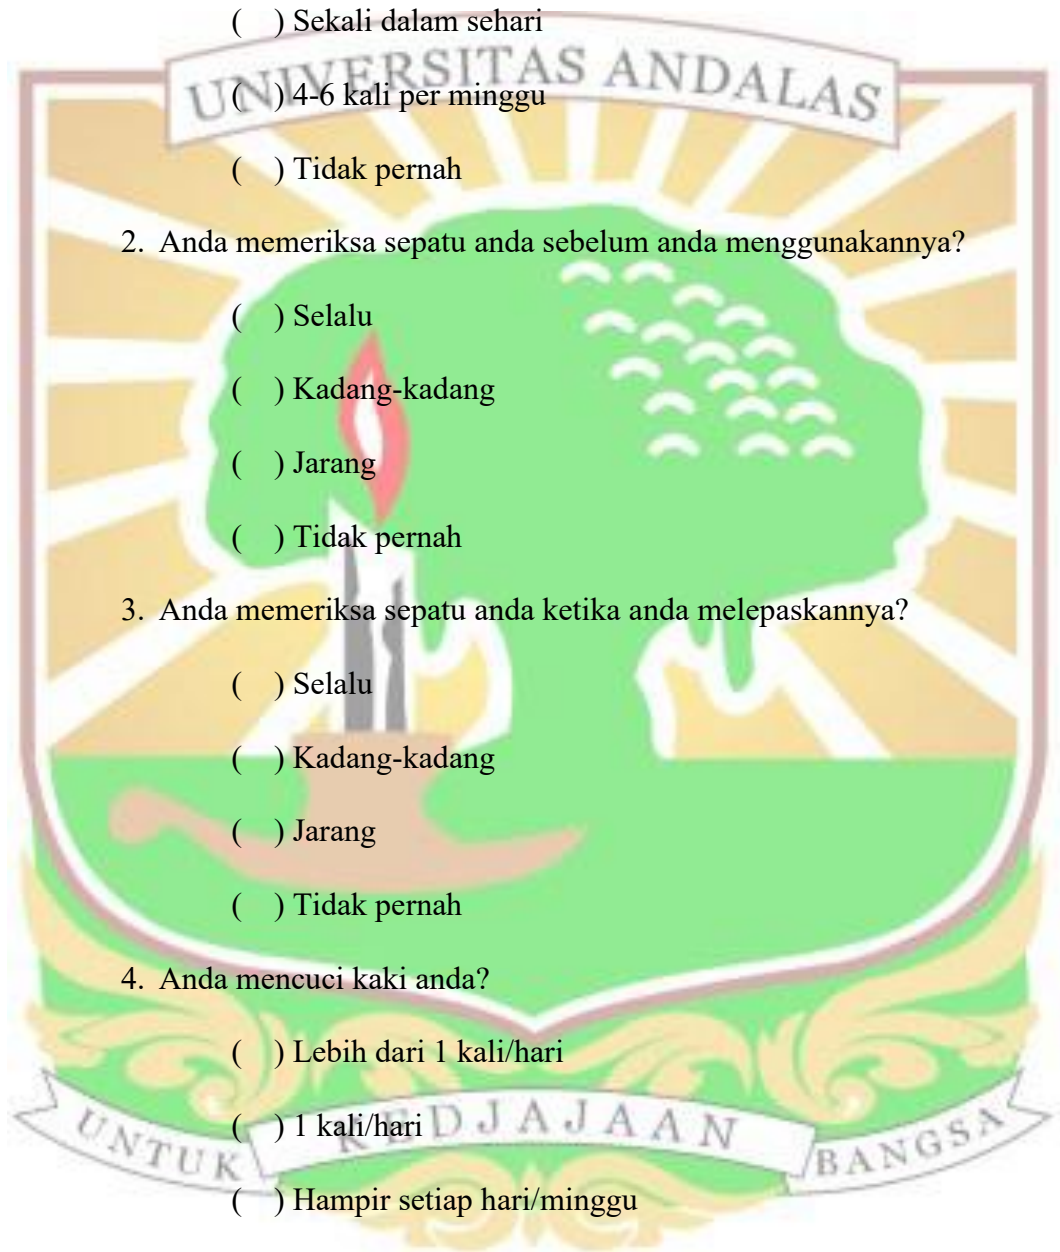 ( ) Sekali dalam sehari
UNIVERSITAS ANDALAS
( ) 4-6 kali per minggu
( ) Tidak pernah
2. Anda memeriksa sepatu anda sebelum anda menggunakannya?
( ) Selalu
( ) Kadang-kadang
( ) Jarang
( ) Tidak pernah
3. Anda memeriksa sepatu anda ketika anda melepaskannya?
( ) Selalu
( ) Kadang-kadang
( ) Jarang
( ) Tidak pernah
4. Anda mencuci kaki anda?
( ) Lebih dari 1 kali/hari
( ) 1 kali/hari
UNTUK KEDJAJAAN BANGSA
( ) Hampir setiap hari/minggu